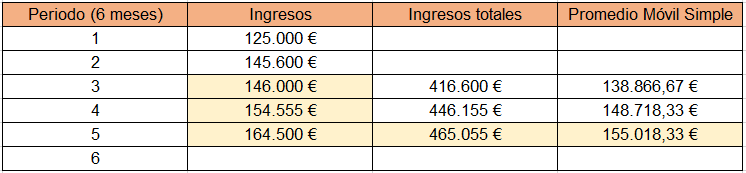 Periodo (6 meses) Ingresos Ingresos totales Promedio Móvil Simple
1 125.000 €
2 145.600 €
3 146.000 € 416.600 € 138.866,67 €
4 154.555 € 446.155 € 148.718,33 €
5 164.500 € 465.055 € 155.018,33 €
6